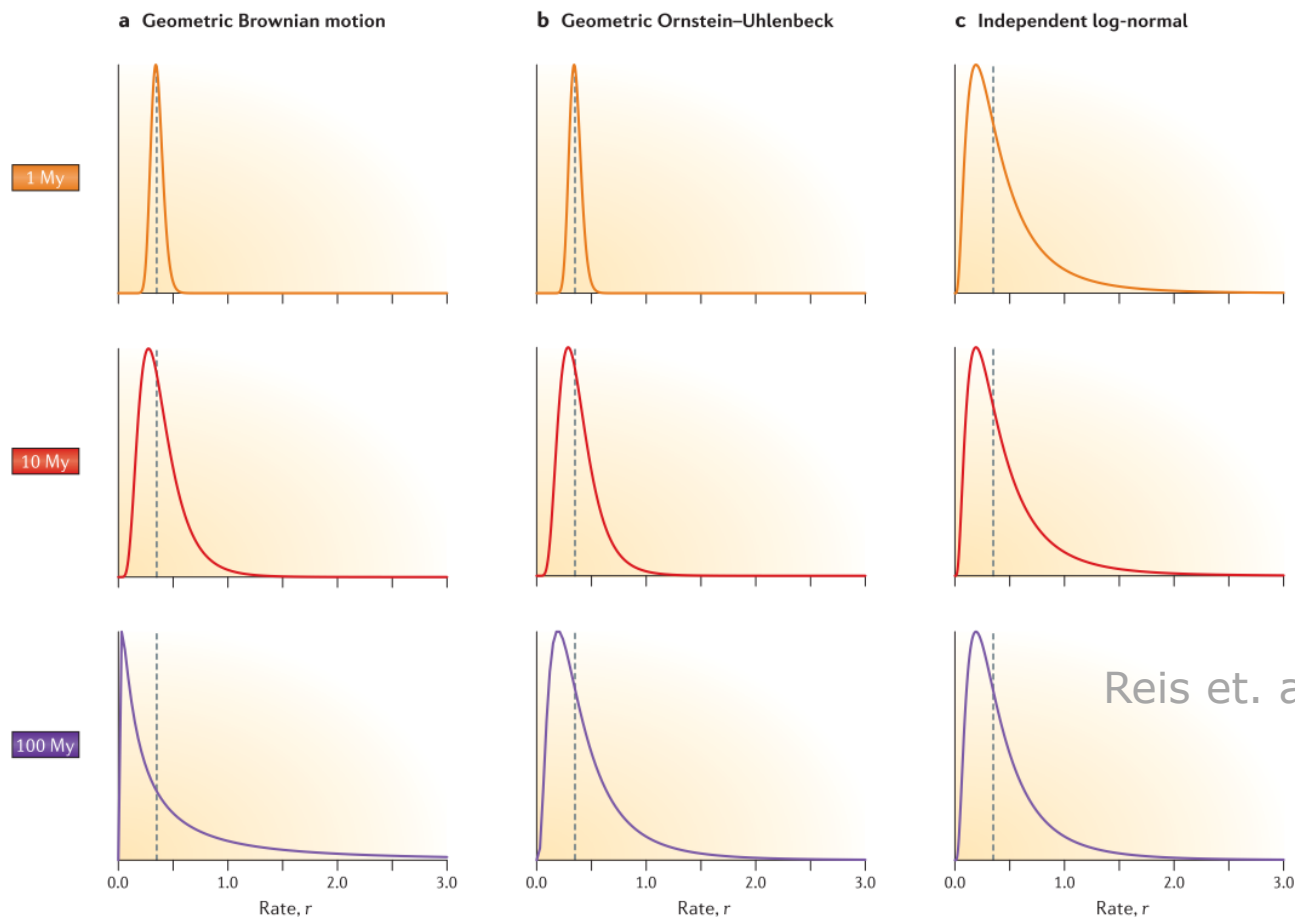 a Geometric Brownian motion
b Geometric Ornstein–Uhlenbeck
c Independent log-normal
1 My
10 My
100 My
Reis et. a
0.0 1.0 2.0 3.0
0.0 1.0 2.0 3.0
0.0 1.0 2.0 3.0
Rate, r
Rate, r
Rate, r